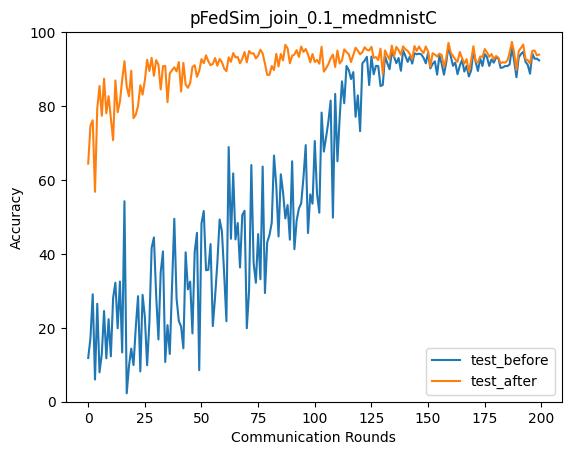 pFedSim_join_0.1_medmnistC
100
80
60
40
20
0
Accuracy
0 25 50 75 100 125 150 175 200
Communication Rounds
test_before
test_after